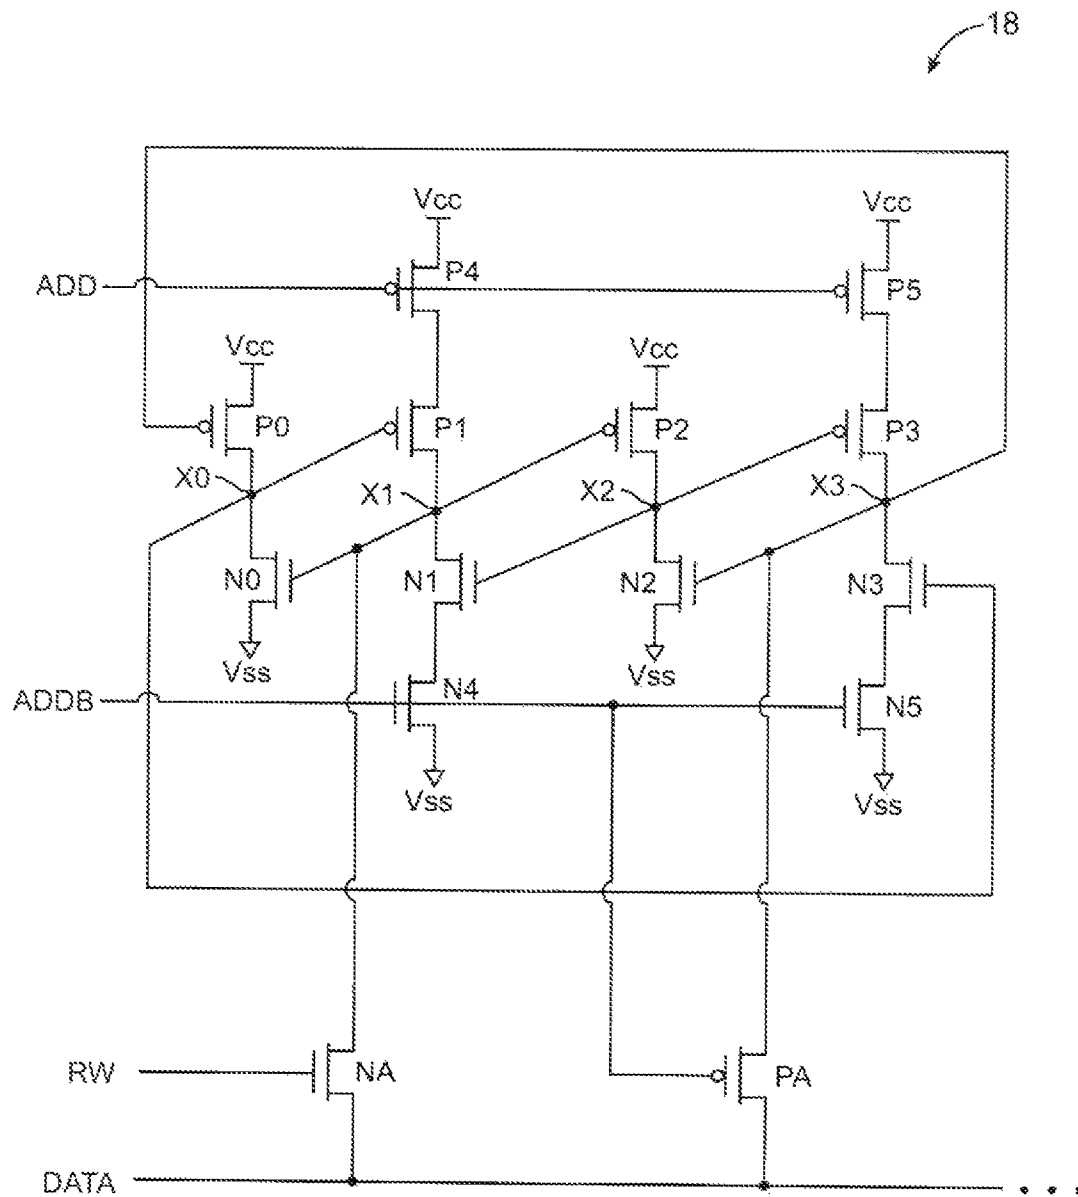 18
Vcc
Vcc
ADD
P4
P5
Vcc
Vcc
P0
P1
P2
P3
X0
X1
X2
X3
N0
N1
N2
N3
Vss
Vss
ADDB
N4
N5
Vss
Vss
RW
NA
PA
DATA
. . .